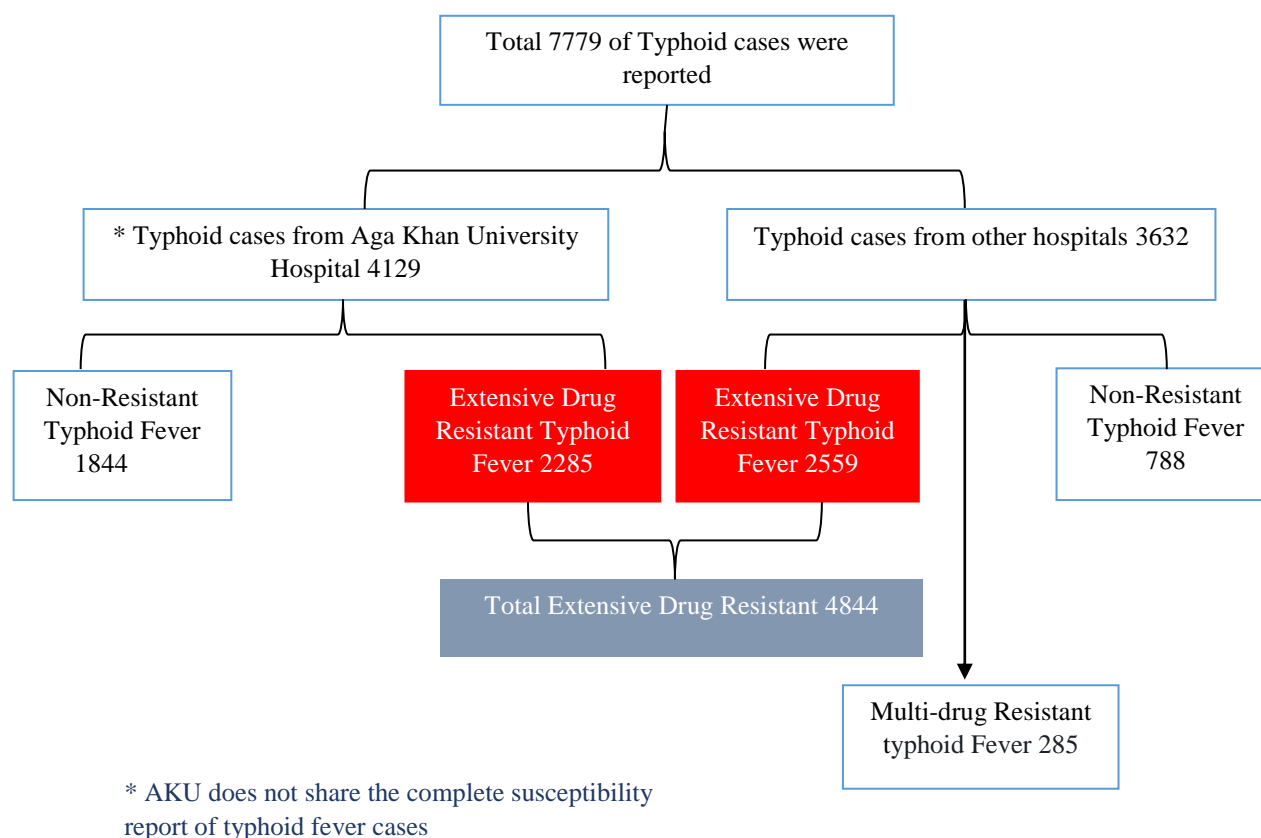 Total 7779 of Typhoid cases were
reported
* Typhoid cases from Aga Khan University
Hospital 4129
Typhoid cases from other hospitals 3632
Non-Resistant
Typhoid Fever
1844
Extensive Drug
Resistant Typhoid
Fever 2285
Extensive Drug
Resistant Typhoid
Fever 2559
Non-Resistant
Typhoid Fever
788
Total Extensive Drug Resistant 4844
Multi-drug Resistant
typhoid Fever 285
* AKU does not share the complete susceptibility
report of typhoid fever cases